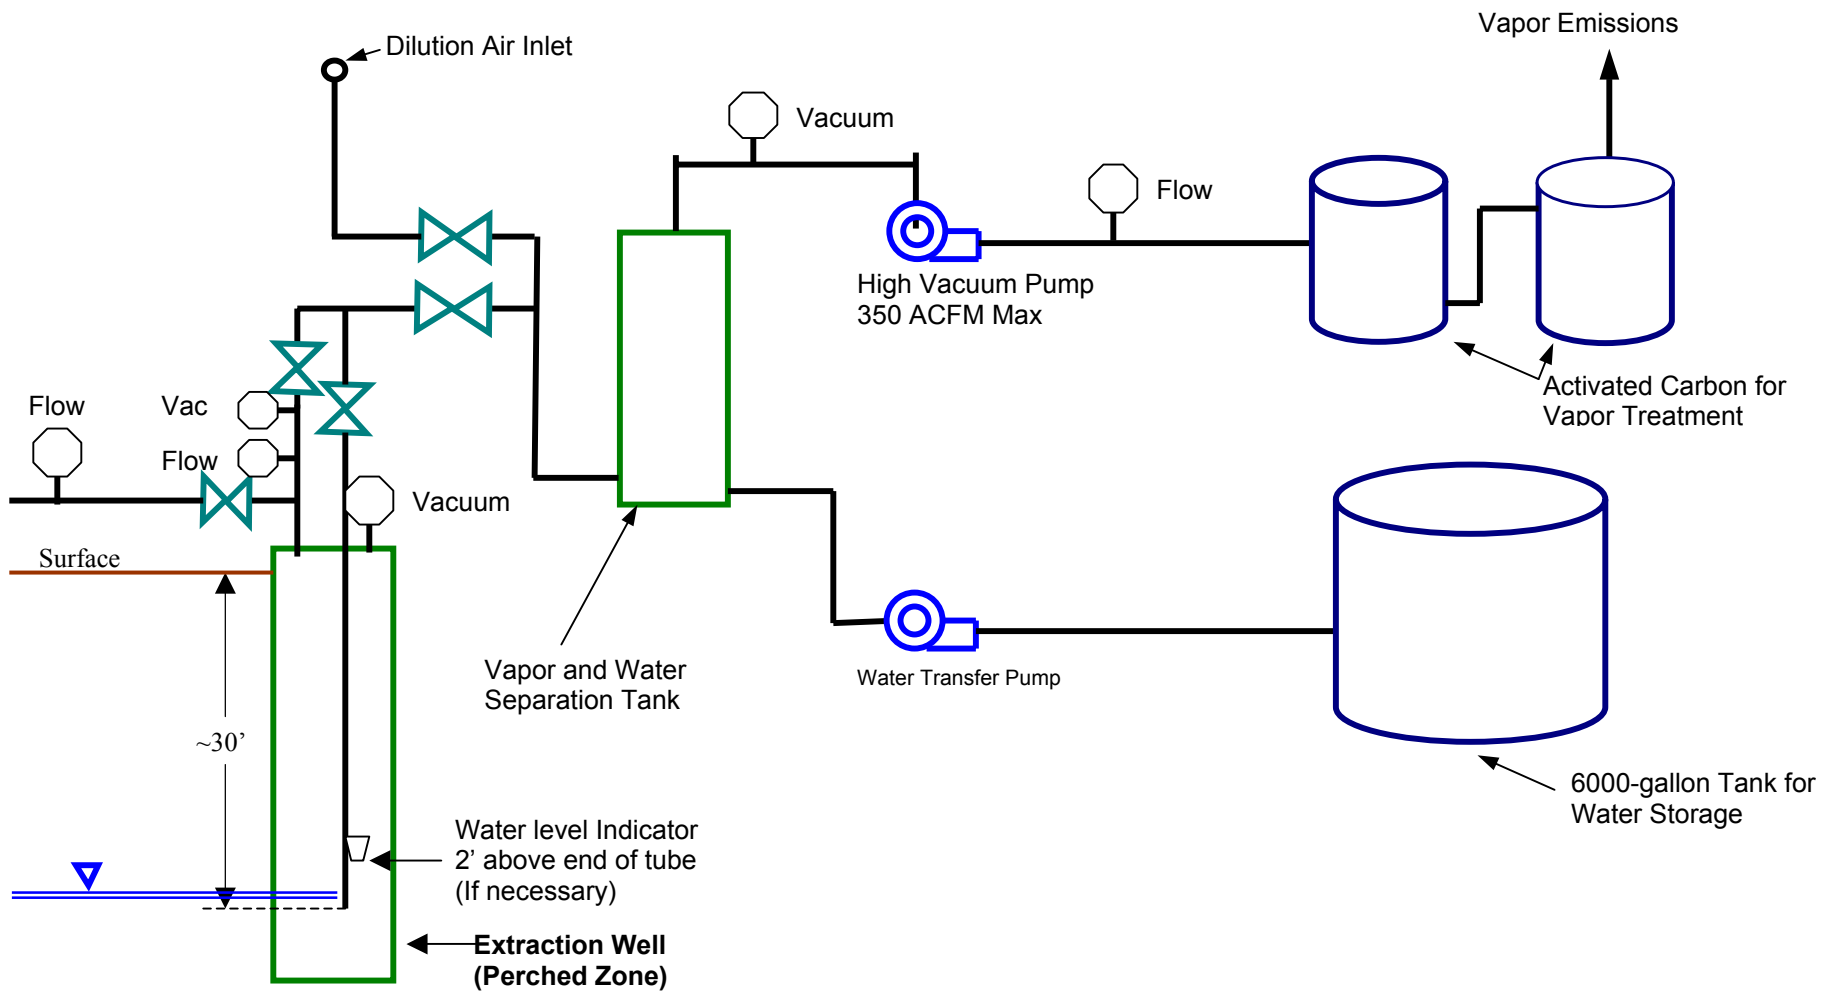 Vapor Emissions
Dilution Air Inlet
Vacuum
Flow
High Vacuum Pump
350 ACFM Max
Activated Carbon for
Vapor Treatment
Flow
Vac
Flow
Vacuum
Surface
~30’
Vapor and Water
Separation Tank
Water Transfer Pump
6000-gallon Tank for
Water Storage
Water level Indicator
2’ above end of tube
(If necessary)
Extraction Well
(Perched Zone)